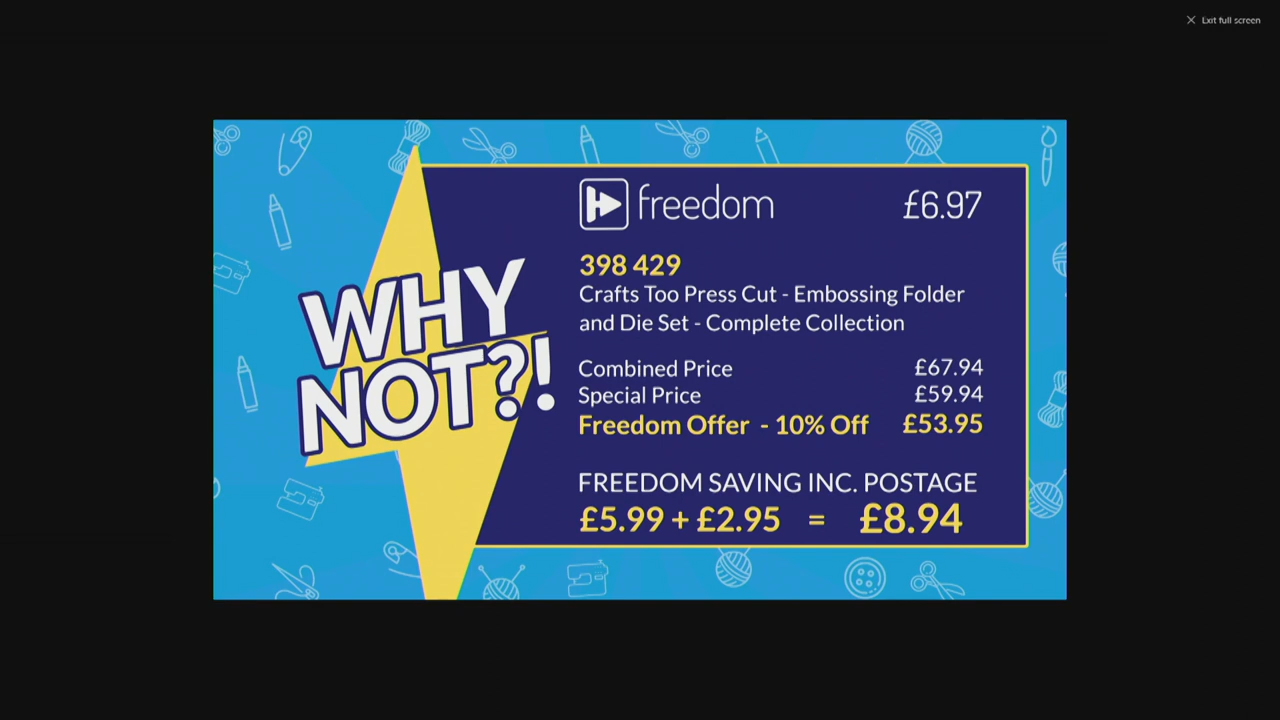 Exit full screen
WHY
NOT?!
freedom £6.97
398 429
Crafts Too Press Cut - Embossing Folder
and Die Set - Complete Collection
Combined Price £67.94
Special Price £59.94
Freedom Offer - 10% Off £53.95
FREEDOM SAVING INC. POSTAGE
£5.99 + £2.95 = £8.94